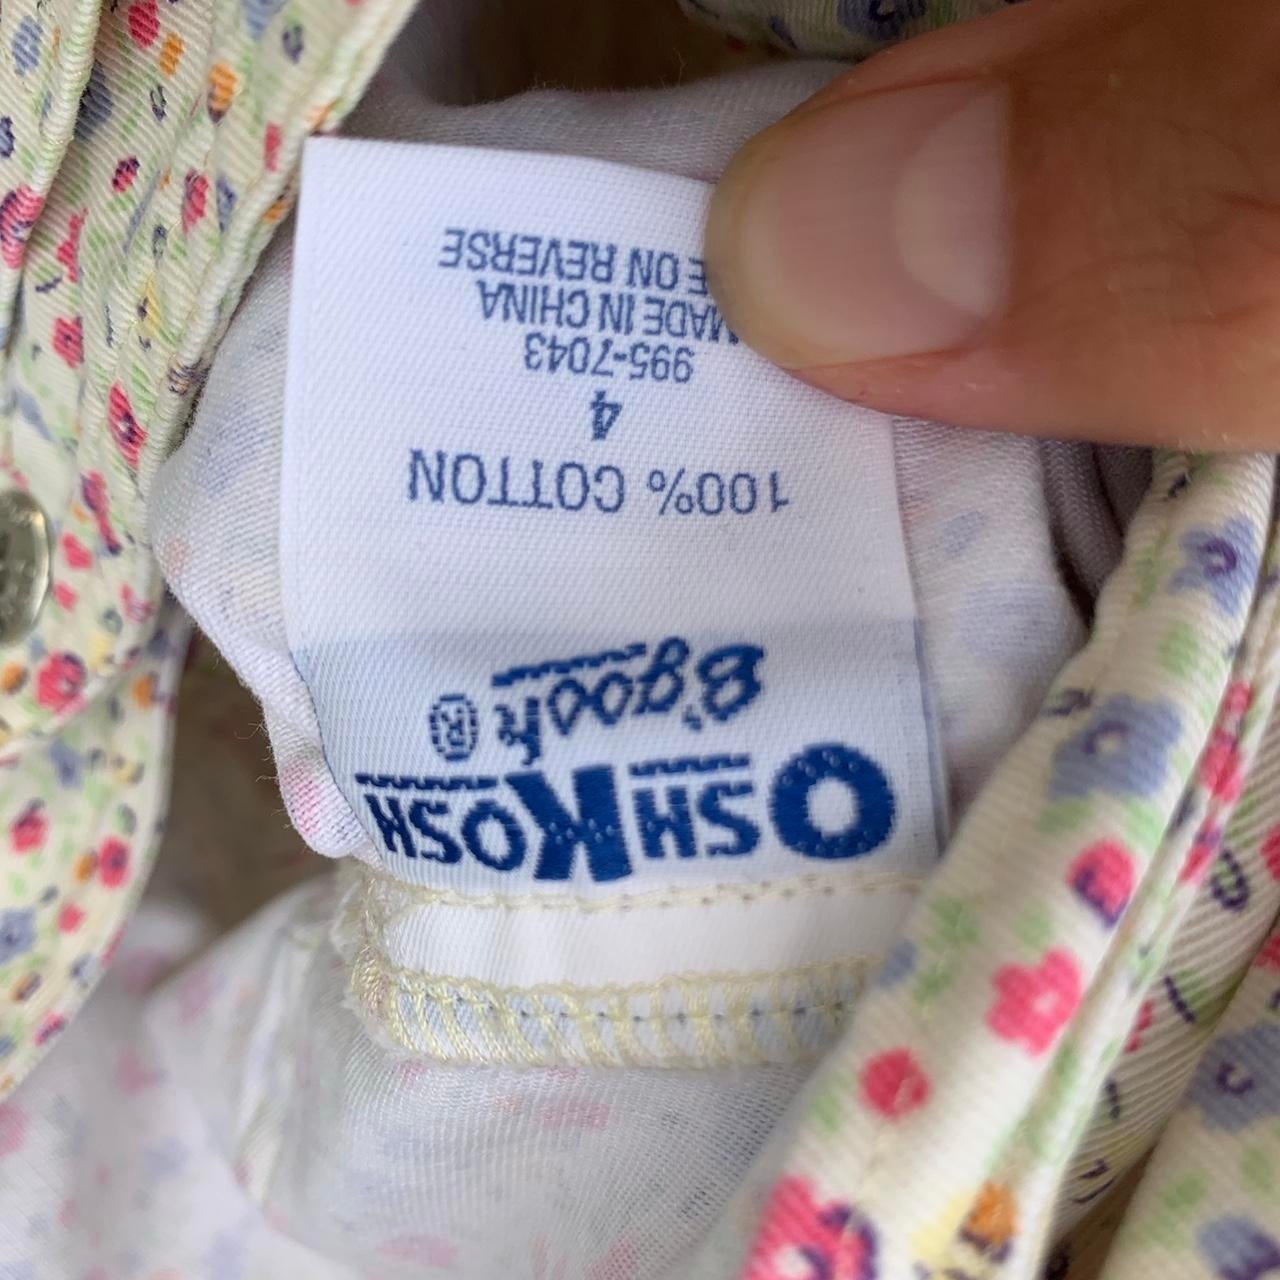 OSHKOSH
B'gosh ®
100% COTTON
4
995-7043
MADE IN CHINA
ON REVERSE